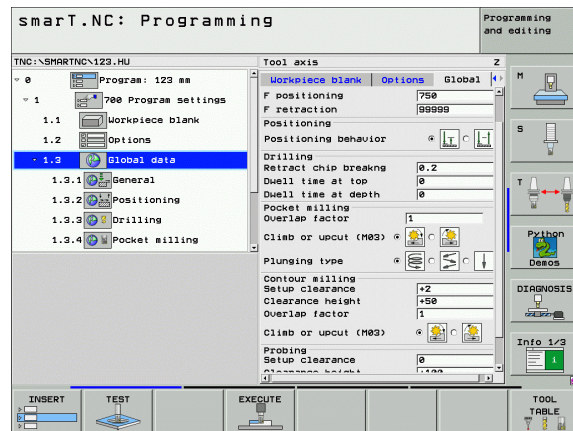 smarT.NC: Programming
Programming and editing
TNC:\SMARTNC\123.HU
0 Program: 123 mm
1 700 Program settings
1.1 Workpiece blank
1.2 Options
1.3 Global data
1.3.1 General
1.3.2 Positioning
1.3.3 Drilling
1.3.4 Pocket milling
Tool axis Z
Workpiece blank Options Global
F positioning 750
F retraction 99999
Positioning
Positioning behavior
Drilling
Retract chip breakng 0.2
Dwell time at top 0
Dwell time at depth 0
Pocket milling
Overlap factor 1
Climb or upcut (M03)
Plunging type
Contour milling
Setup clearance +2
Clearance height +50
Overlap factor 1
Climb or upcut (M03)
Probing
Setup clearance 0
Clearance height +100
M
S
T
Python
Demos
DIAGNOSIS
Info 1/3
1
INSERT
TEST
EXECUTE
TOOL
TABLE